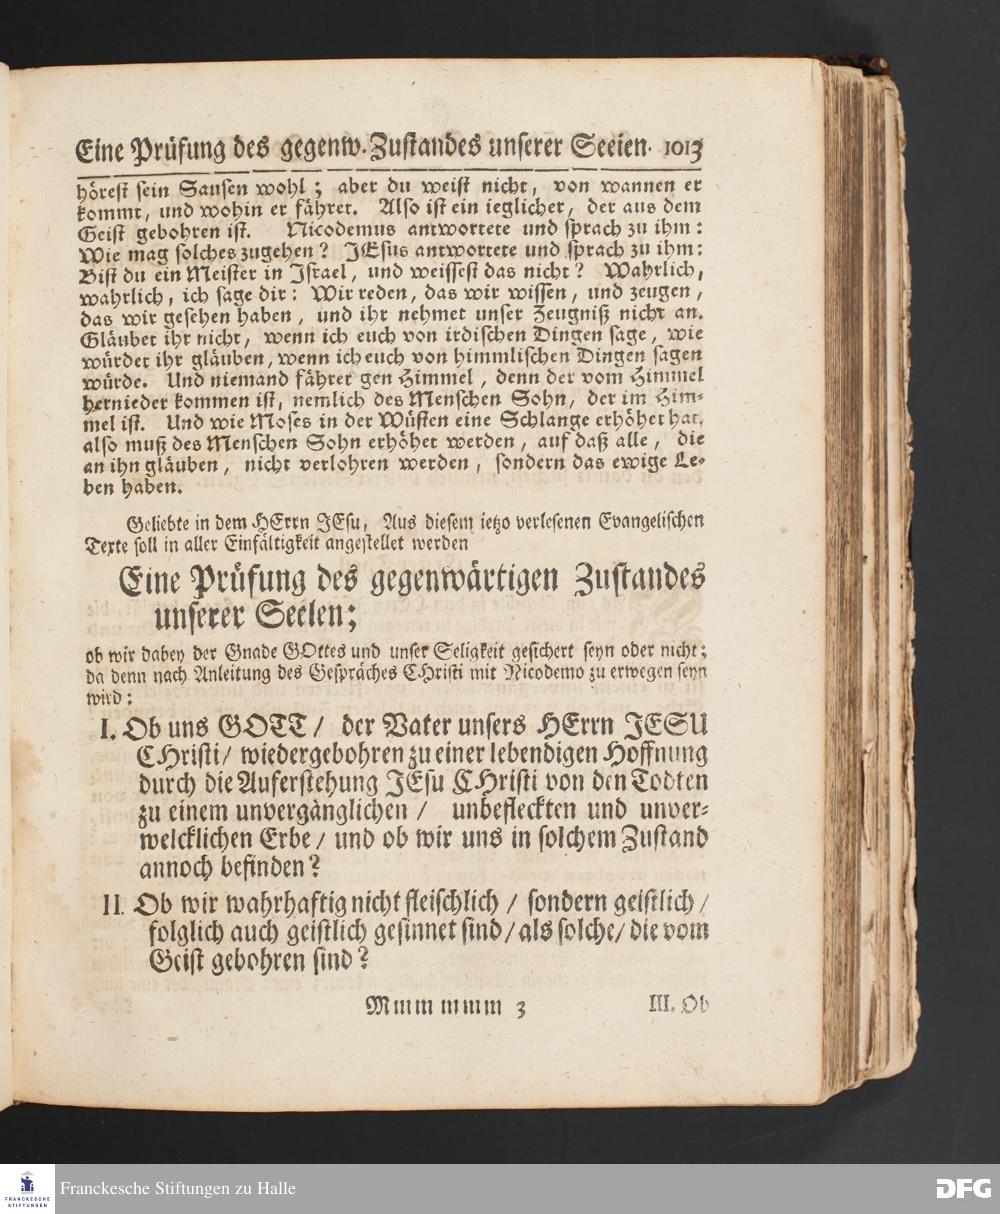 Eine Prüfung des gegenw. Zustandes unserer Seeien. 1013
hörest sein Sausen wohl; aber du weist nicht, von wannen er
kommt, und wohin er fähret. Also ist ein ieglicher, der aus dem
Geist gebohren ist. Nicodemus antwortete und sprach zu ihm:
Wie mag solches zugehen? JEsus antwortete und sprach zu ihm:
Bist du ein Meister in Israel, und weissest das nicht? Wahrlich,
wahrlich, ich sage dir: Wir reden, das wir wissen, und zeugen,
das wir gesehen haben, und ihr nehmet unser Zeugniß nicht an.
Gläubet ihr nicht, wenn ich euch von irdischen Dingen sage, wie
würdet ihr gläuben, wenn ich euch von himmlischen Dingen sagen
würde. Und niemand fähret gen Himmel, denn der vom Himmel
hernieder kommen ist, nemlich des Menschen Sohn, der im Him-
mel ist. Und wie Moses in der Wüsten eine Schlange erhöhet hat,
also muß des Menschen Sohn erhöhet werden, auf daß alle, die
an ihn gläuben, nicht verlohren werden, sondern das ewige Le-
ben haben.
Geliebte in dem HErrn JEsu, Aus diesem ietzo verlesenen Evangelischen
Texte soll in aller Einfältigkeit angestellet werden
Eine Prüfung des gegenwärtigen Zustandes
unserer Seelen;
ob wir dabey der Gnade GOttes und unser Seligkeit gesichert seyn oder nicht;
da denn nach Anleitung des Gespräches CHristi mit Nicodemo zu erwegen seyn
wird:
I. Ob uns GOTT / der Vater unsers HErrn JESU
CHristi / wiedergebohren zu einer lebendigen Hoffnung
durch die Auferstehung JEsu CHristi von den Todten
zu einem unvergänglichen / unbefleckten und unver-
welcklichen Erbe / und ob wir uns in solchem Zustand
annoch befinden?
II. Ob wir wahrhaftig nicht fleischlich / sondern geistlich /
folglich auch geistlich gesinnet sind / als solche / die vom
Geist gebohren sind?
Mmm mmm 3 III. Ob
FRANCKESCHE
STIFTUNGEN
Franckesche Stiftungen zu Halle
DFG